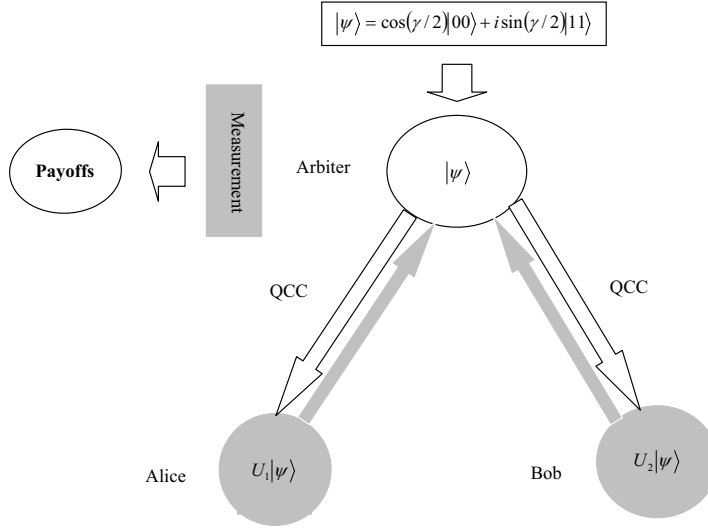 |ψ⟩ = cos(γ/2)|00⟩ + i sin(γ/2)|11⟩
Measurement
Payoffs
Arbiter
|ψ⟩
QCC
QCC
Alice
U₁|ψ⟩
Bob
U₂|ψ⟩